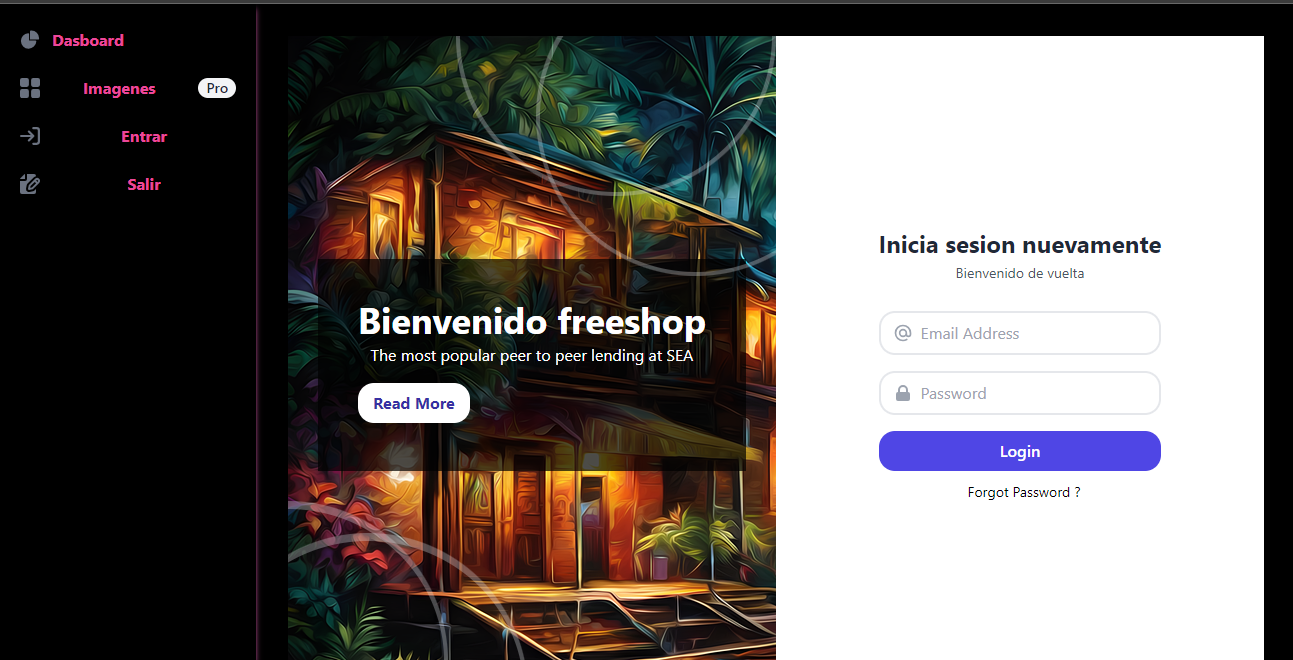 Dasboard
Imagenes
Pro
Entrar
Salir
Bienvenido freeshop
The most popular peer to peer lending at SEA
Read More
Inicia sesion nuevamente
Bienvenido de vuelta
Email Address
Password
Login
Forgot Password ?